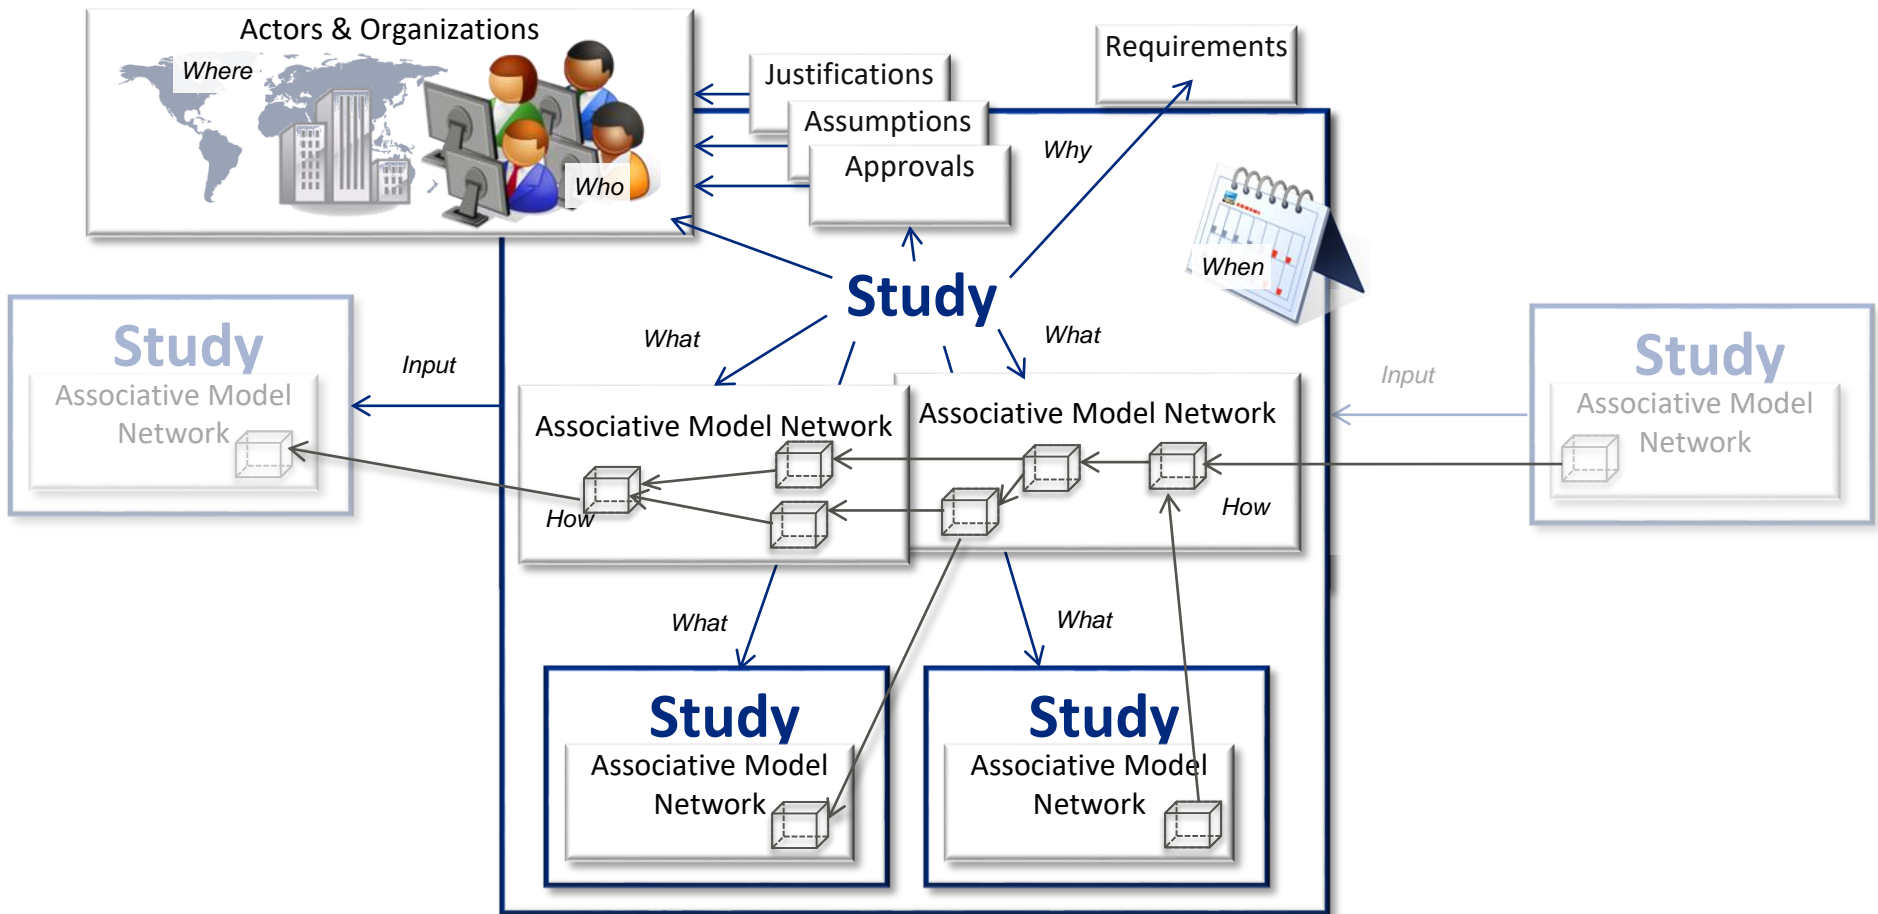 Actors & Organizations
Where
Who
Justifications
Assumptions
Approvals
Requirements
Why
When
Study
What
What
Input
Input
Study
Associative Model
Network
Associative Model Network
How
Associative Model Network
How
Study
Associative Model
Network
What
What
Study
Associative Model
Network
Study
Associative Model
Network